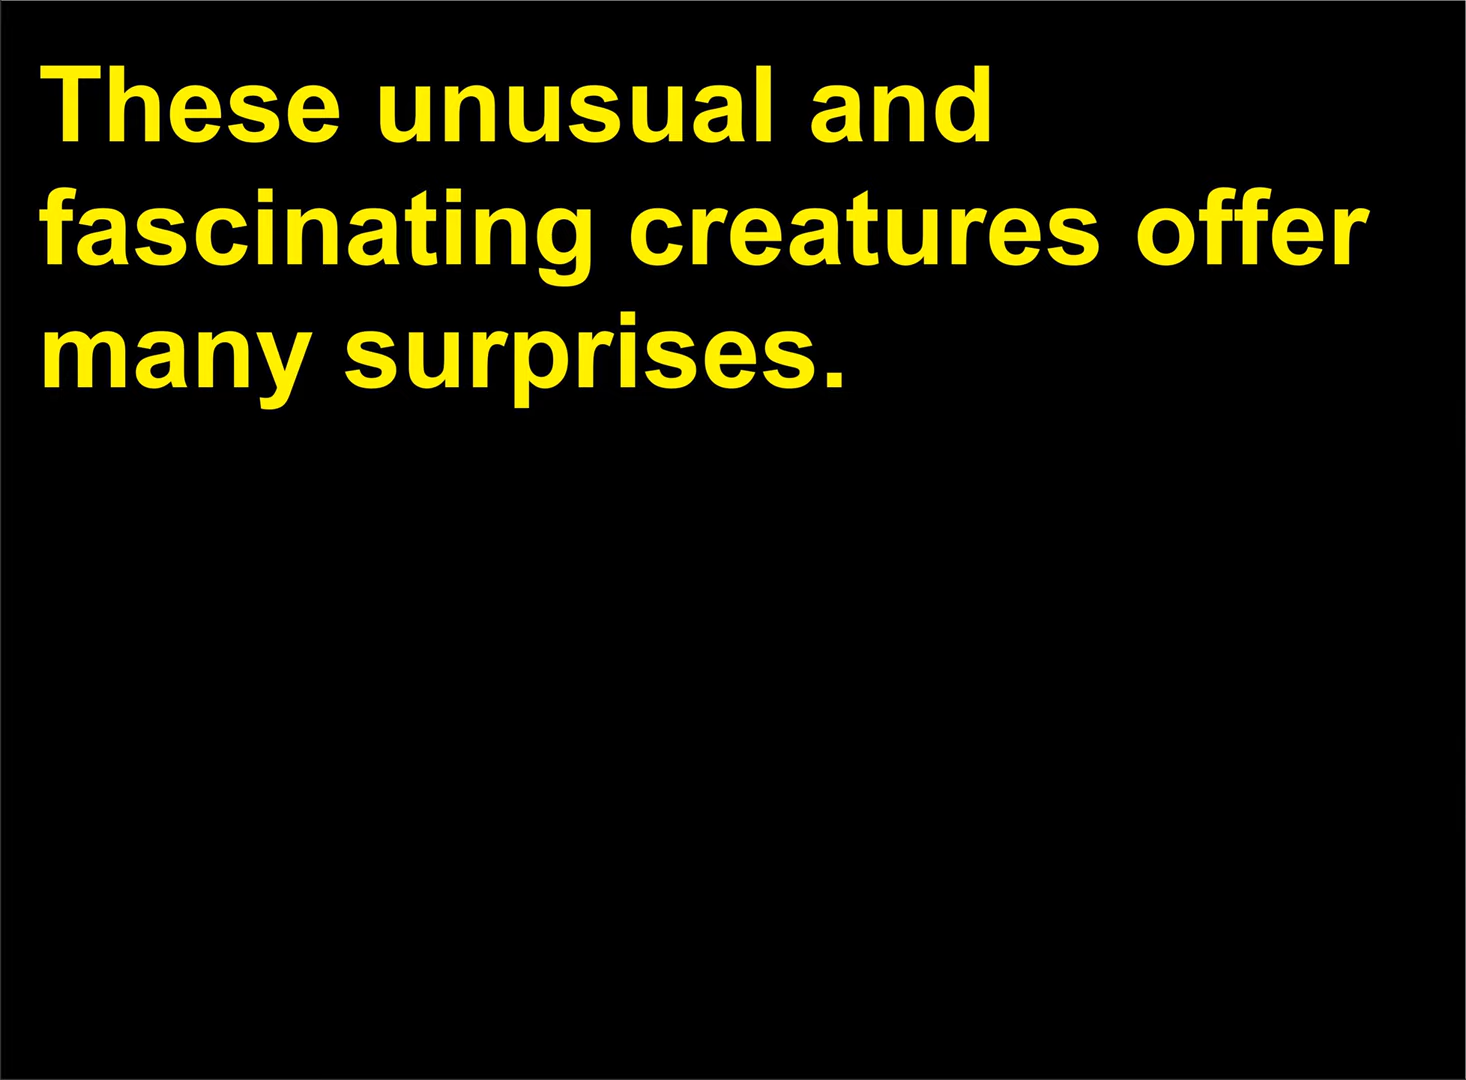 These unusual and
fascinating creatures offer
many surprises.